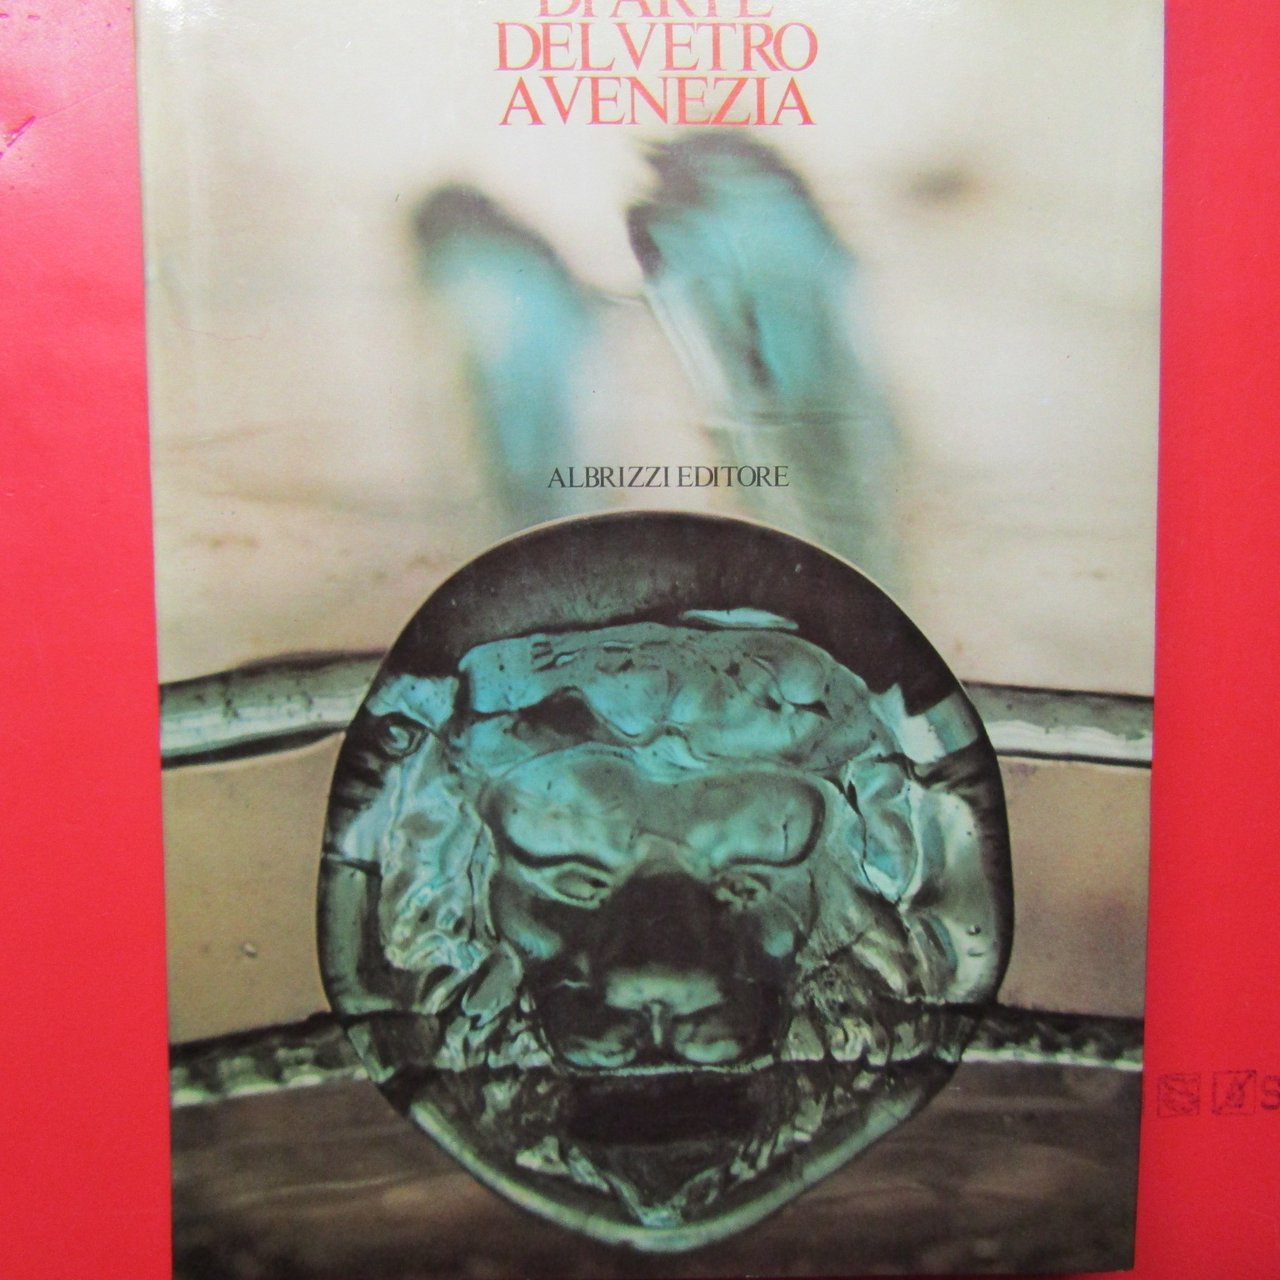 DI ARTE
DEL VETRO
A VENEZIA
ALBRIZZI EDITORE
S